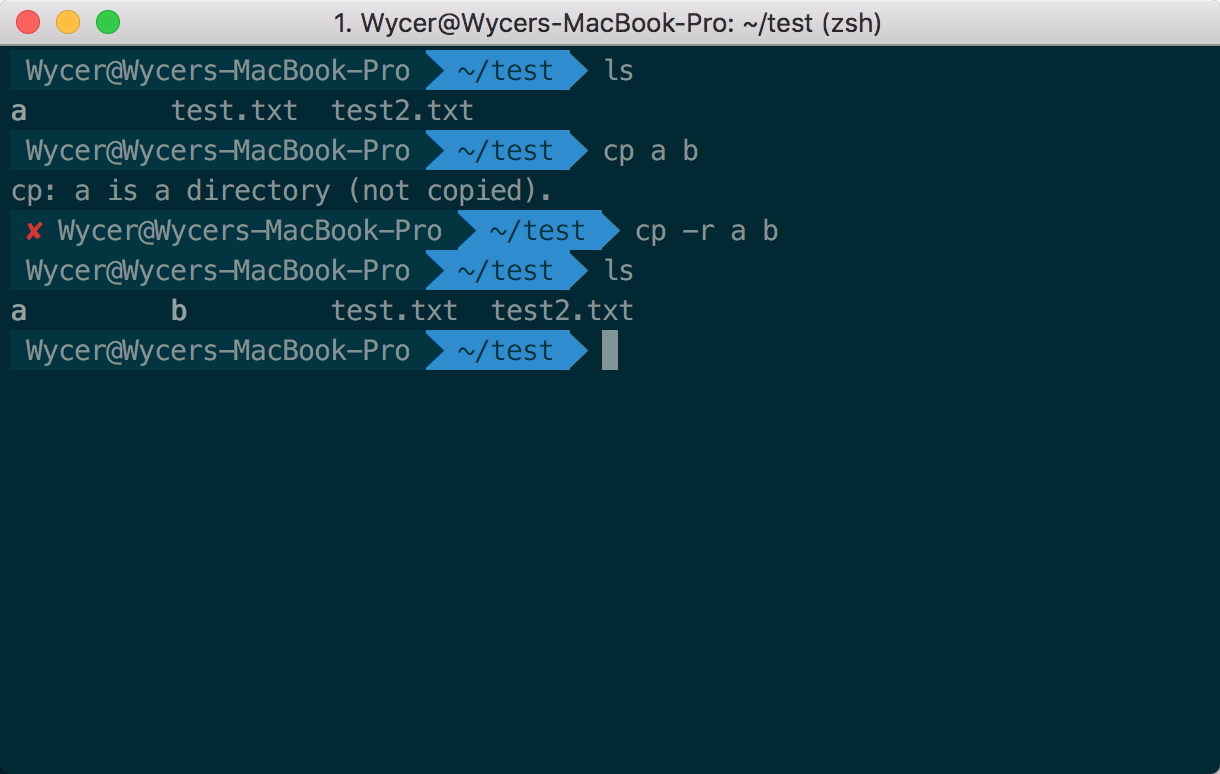 1. Wycer@Wycers-MacBook-Pro: ~/test (zsh)
Wycer@Wycers-MacBook-Pro ~/test ls
a test.txt test2.txt
Wycer@Wycers-MacBook-Pro ~/test cp a b
cp: a is a directory (not copied).
✘ Wycer@Wycers-MacBook-Pro ~/test cp -r a b
Wycer@Wycers-MacBook-Pro ~/test ls
a b test.txt test2.txt
Wycer@Wycers-MacBook-Pro ~/test